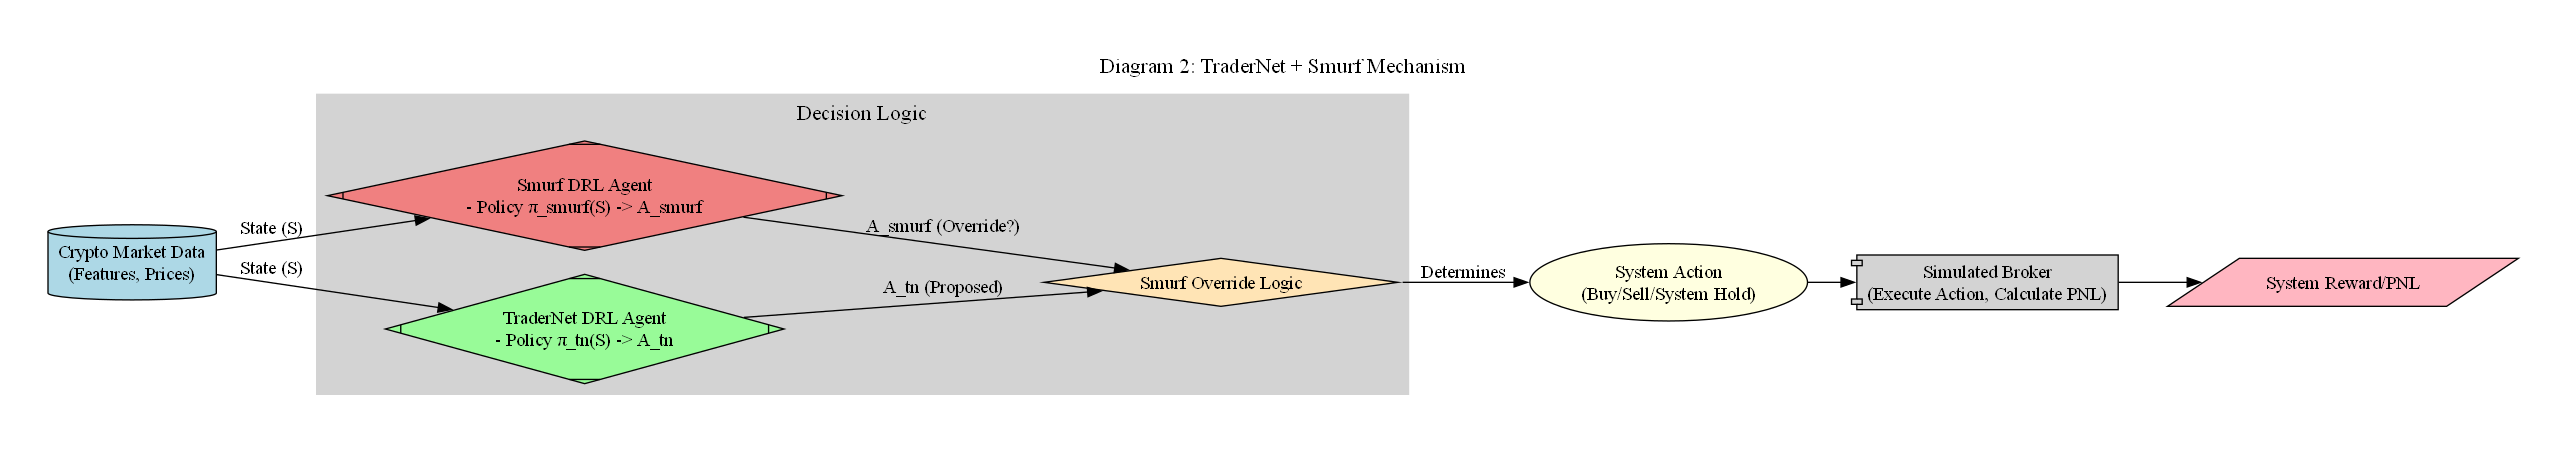 Diagram 2: TraderNet + Smurf Mechanism
Decision Logic
Crypto Market Data
(Features, Prices)
State (S)
State (S)
Smurf DRL Agent
- Policy π_smurf(S) -> A_smurf
TraderNet DRL Agent
- Policy π_tn(S) -> A_tn
A_smurf (Override?)
A_tn (Proposed)
Smurf Override Logic
Determines
System Action
(Buy/Sell/System Hold)
Simulated Broker
(Execute Action, Calculate PNL)
System Reward/PNL